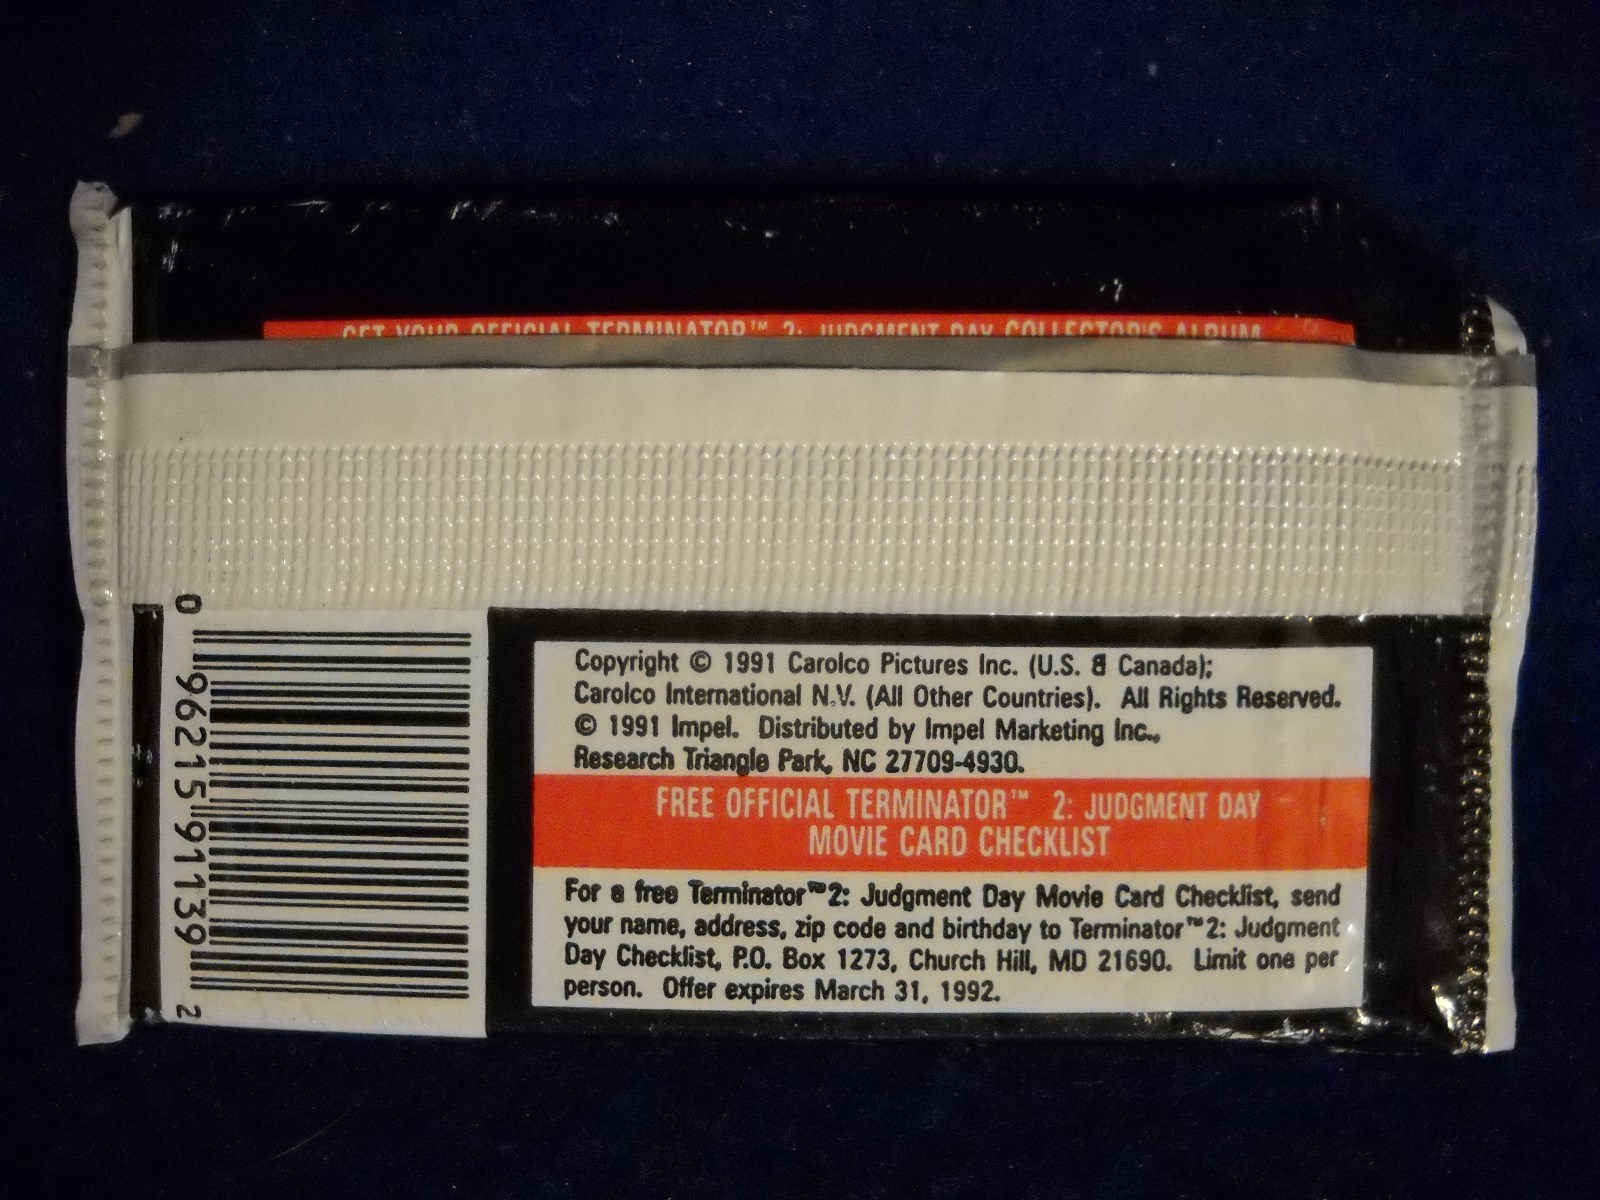 GET YOUR OFFICIAL TERMINATOR™ 2: JUDGMENT DAY COLLECTOR'S ALBUM
0 96215 91139 2
Copyright © 1991 Carolco Pictures Inc. (U.S. & Canada);
Carolco International N.V. (All Other Countries). All Rights Reserved.
© 1991 Impel. Distributed by Impel Marketing Inc.,
Research Triangle Park, NC 27709-4930.
FREE OFFICIAL TERMINATOR™ 2: JUDGMENT DAY
MOVIE CARD CHECKLIST
For a free Terminator™2: Judgment Day Movie Card Checklist, send
your name, address, zip code and birthday to Terminator™2: Judgment
Day Checklist, P.O. Box 1273, Church Hill, MD 21690. Limit one per
person. Offer expires March 31, 1992.